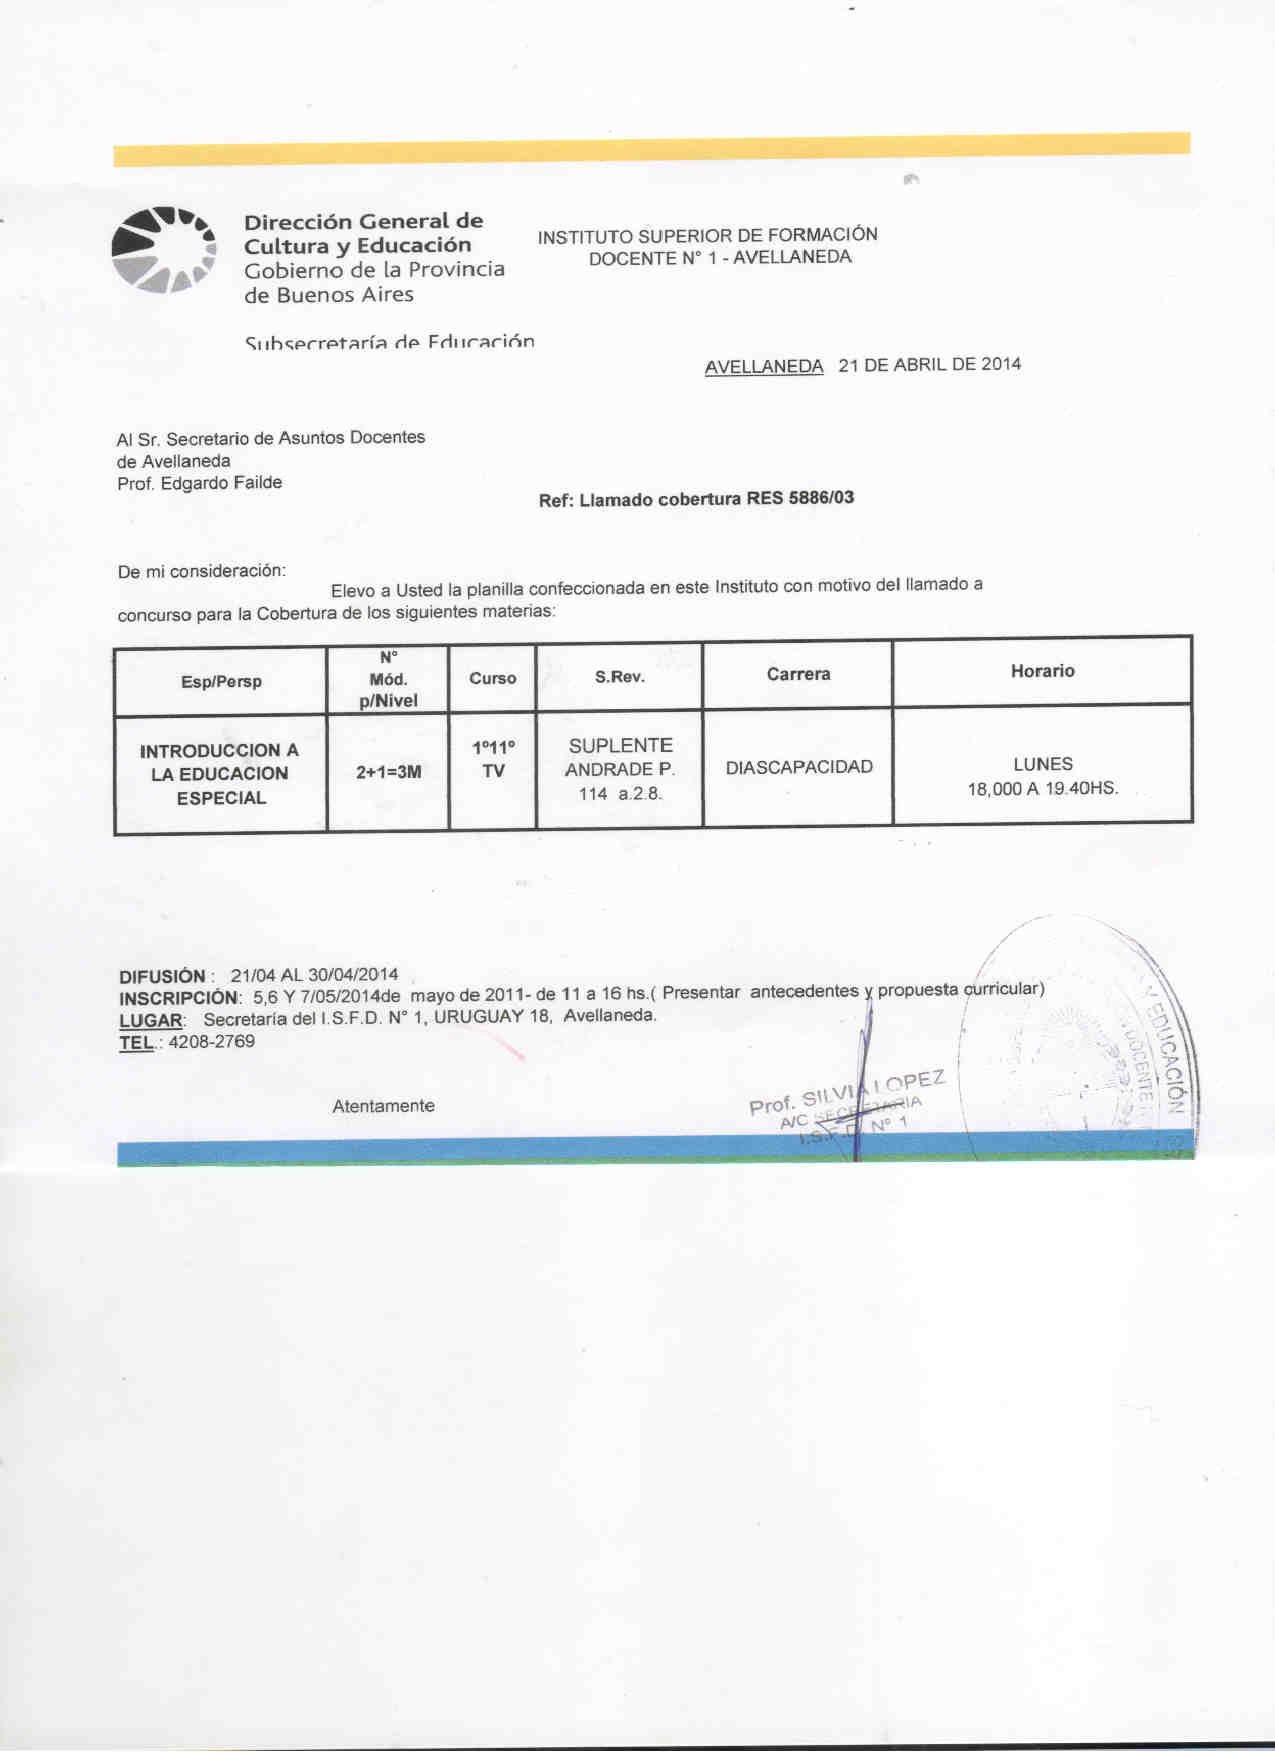 Dirección General de
Cultura y Educación
Gobierno de la Provincia
de Buenos Aires
Subsecretaría de Educación
INSTITUTO SUPERIOR DE FORMACIÓN
DOCENTE N° 1 - AVELLANEDA
AVELLANEDA 21 DE ABRIL DE 2014
Al Sr. Secretario de Asuntos Docentes
de Avellaneda
Prof. Edgardo Failde
Ref: Llamado cobertura RES 5886/03
De mi consideración:
Elevo a Usted la planilla confeccionada en este Instituto con motivo del llamado a
concurso para la Cobertura de los siguientes materias:
Esp/Persp
N°
Mód.
p/Nivel
Curso
S.Rev.
Carrera
Horario
INTRODUCCION A
LA EDUCACION
ESPECIAL
2+1=3M
1°11°
TV
SUPLENTE
ANDRADE P.
114 a.2.8.
DIASCAPACIDAD
LUNES
18,000 A 19.40HS.
DIFUSIÓN : 21/04 AL 30/04/2014
INSCRIPCIÓN: 5,6 Y 7/05/2014de mayo de 2011- de 11 a 16 hs.( Presentar antecedentes y propuesta curricular)
LUGAR: Secretaría del I.S.F.D. N° 1, URUGUAY 18, Avellaneda.
TEL.: 4208-2769
Atentamente
Prof. SILVIA LOPEZ
A/C SECRETARIA
I.S.F.D. N° 1
Y EDUCACIÓN
DOCENTE